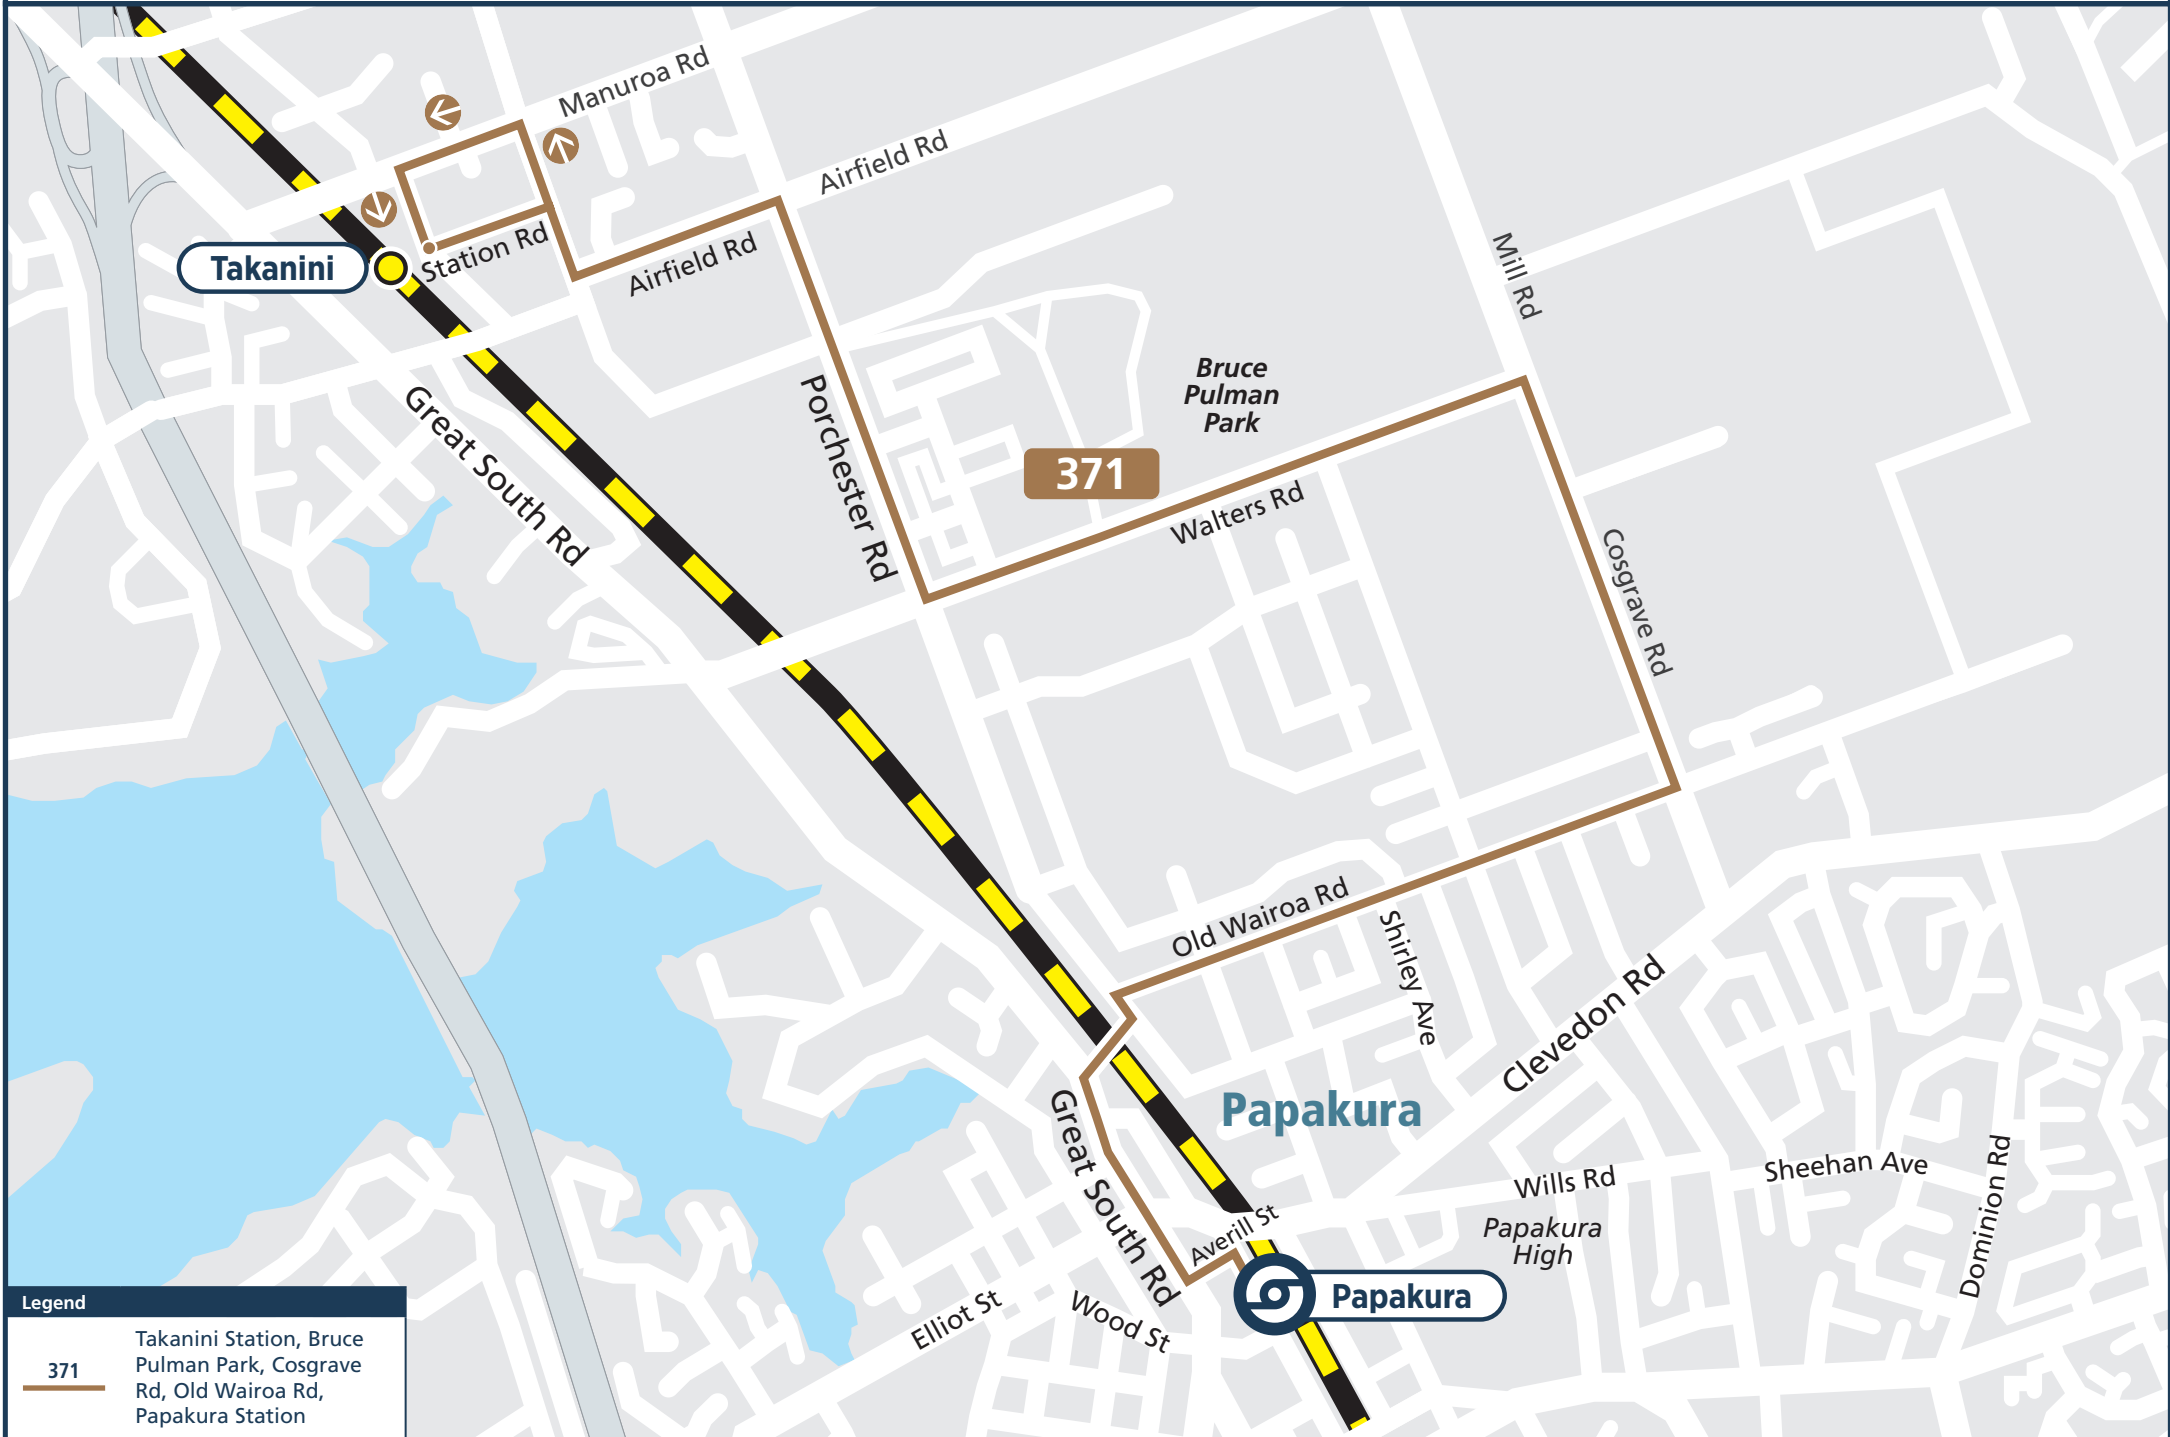 Manuroa Rd
Airfield Rd
Station Rd
Takanini
Airfield Rd
Mill Rd
Bruce
Pulman
Park
Porchester Rd
Great South Rd
371
Walters Rd
Cosgrave Rd
Old Wairoa Rd
Shirley Ave
Clevedon Rd
Papakura
Great South Rd
Wills Rd
Sheehan Ave
Dominion Rd
Averill St
Papakura
High
Papakura
Elliot St
Wood St
Legend
371
Takanini Station, Bruce
Pulman Park, Cosgrave
Rd, Old Wairoa Rd,
Papakura Station